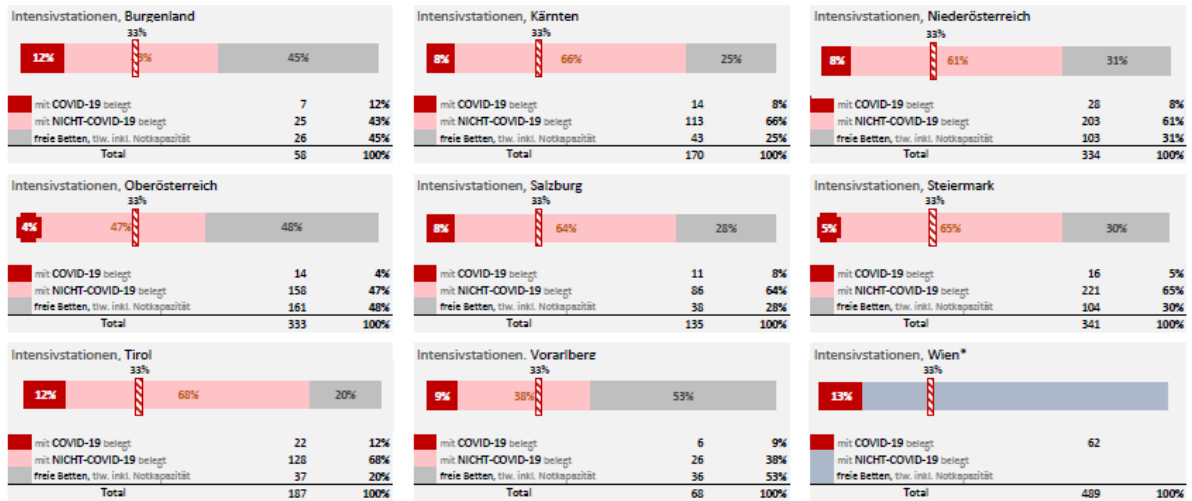 Intensivstationen, Burgenland
33%
12% 43% 45%
mit COVID-19 belegt 7 12%
mit NICHT-COVID-19 belegt 25 43%
freie Betten, tlw. inkl. Notkapazität 26 45%
Total 58 100%
Intensivstationen, Kärnten
33%
8% 66% 25%
mit COVID-19 belegt 14 8%
mit NICHT-COVID-19 belegt 113 66%
freie Betten, tlw. inkl. Notkapazität 43 25%
Total 170 100%
Intensivstationen, Niederösterreich
33%
8% 61% 31%
mit COVID-19 belegt 28 8%
mit NICHT-COVID-19 belegt 203 61%
freie Betten, tlw. inkl. Notkapazität 103 31%
Total 334 100%
Intensivstationen, Oberösterreich
33%
4% 47% 48%
mit COVID-19 belegt 14 4%
mit NICHT-COVID-19 belegt 158 47%
freie Betten, tlw. inkl. Notkapazität 161 48%
Total 333 100%
Intensivstationen, Salzburg
33%
8% 64% 28%
mit COVID-19 belegt 11 8%
mit NICHT-COVID-19 belegt 86 64%
freie Betten, tlw. inkl. Notkapazität 38 28%
Total 135 100%
Intensivstationen, Steiermark
33%
5% 65% 30%
mit COVID-19 belegt 16 5%
mit NICHT-COVID-19 belegt 221 65%
freie Betten, tlw. inkl. Notkapazität 104 30%
Total 341 100%
Intensivstationen, Tirol
33%
12% 68% 20%
mit COVID-19 belegt 22 12%
mit NICHT-COVID-19 belegt 128 68%
freie Betten, tlw. inkl. Notkapazität 37 20%
Total 187 100%
Intensivstationen. Vorarlberg
33%
9% 38% 53%
mit COVID-19 belegt 6 9%
mit NICHT-COVID-19 belegt 26 38%
freie Betten, tlw. inkl. Notkapazität 36 53%
Total 68 100%
Intensivstationen, Wien*
33%
13%
mit COVID-19 belegt 62
mit NICHT-COVID-19 belegt
freie Betten, tlw. inkl. Notkapazität
Total 489 100%